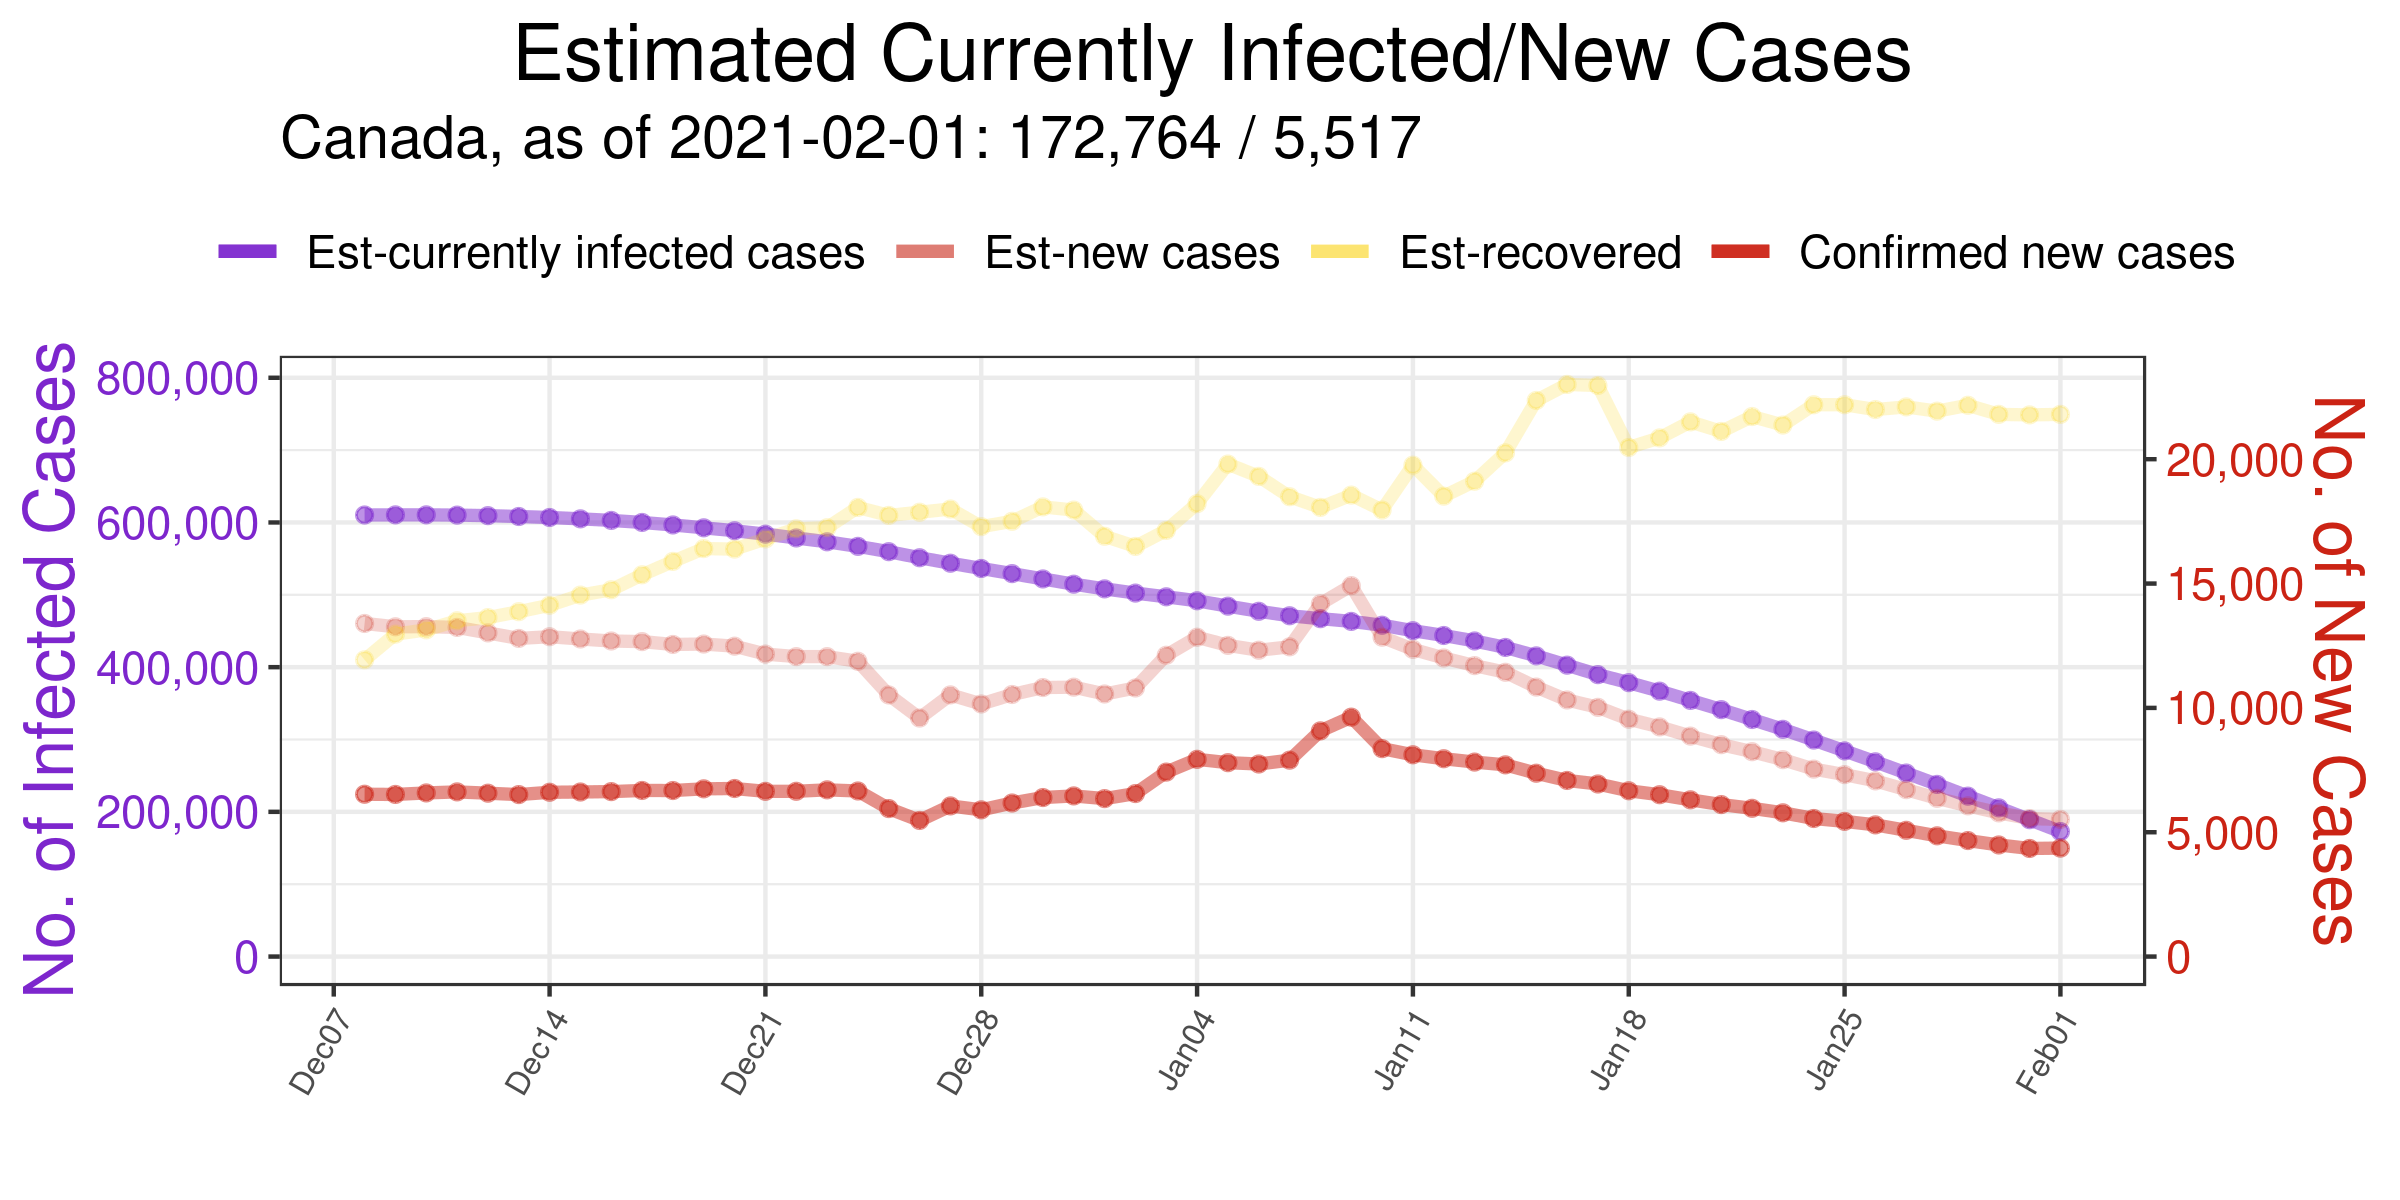 Estimated Currently Infected/New Cases
Canada, as of 2021-02-01: 172,764 / 5,517
Est-currently infected cases Est-new cases Est-recovered Confirmed new cases
No. of Infected Cases
800,000
600,000
400,000
200,000
0
20,000
15,000
10,000
5,000
0
No. of New Cases
Dec07 Dec14 Dec21 Dec28 Jan04 Jan11 Jan18 Jan25 Feb01